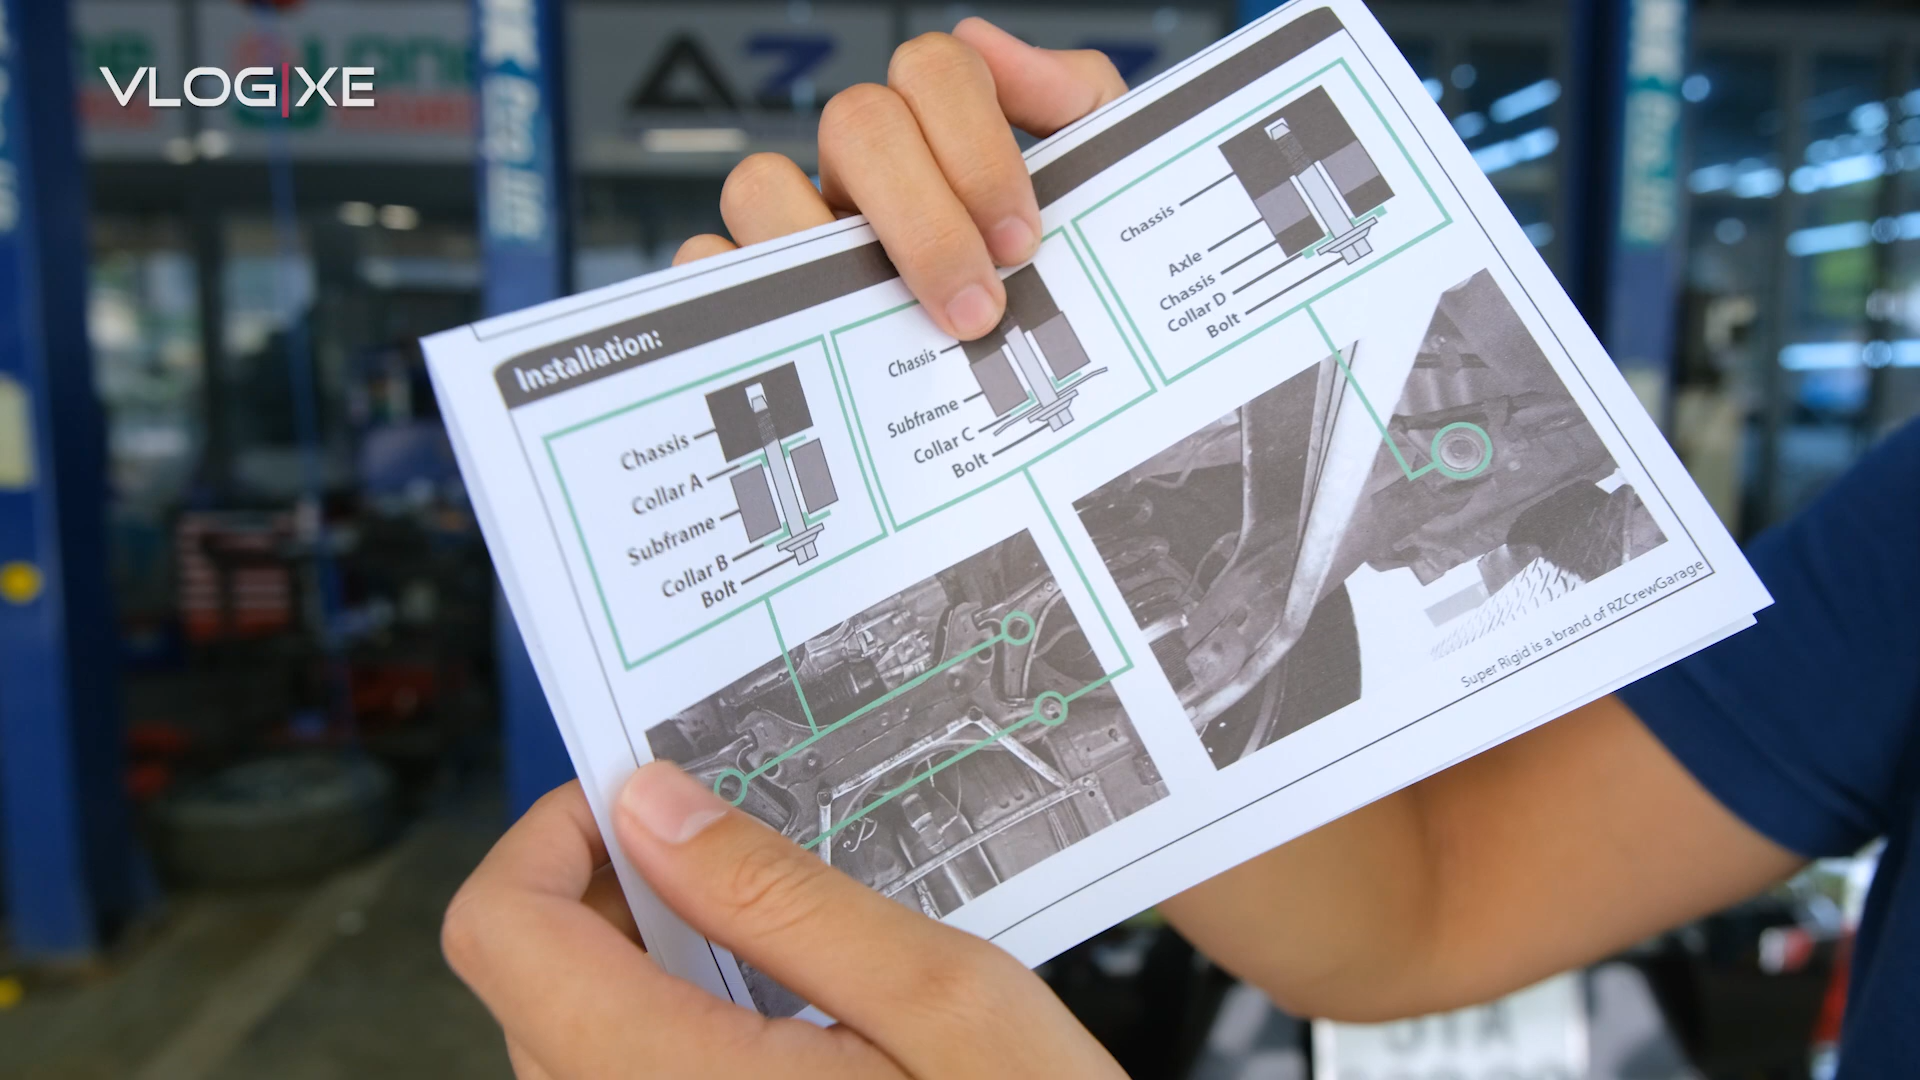 VLOG|XE
AZ
Installation:
Chassis
Collar A
Subframe
Collar B
Bolt
Chassis
Subframe
Collar C
Bolt
Chassis
Axle
Chassis
Collar D
Bolt
Super Rigid is a brand of RZCrewGarage